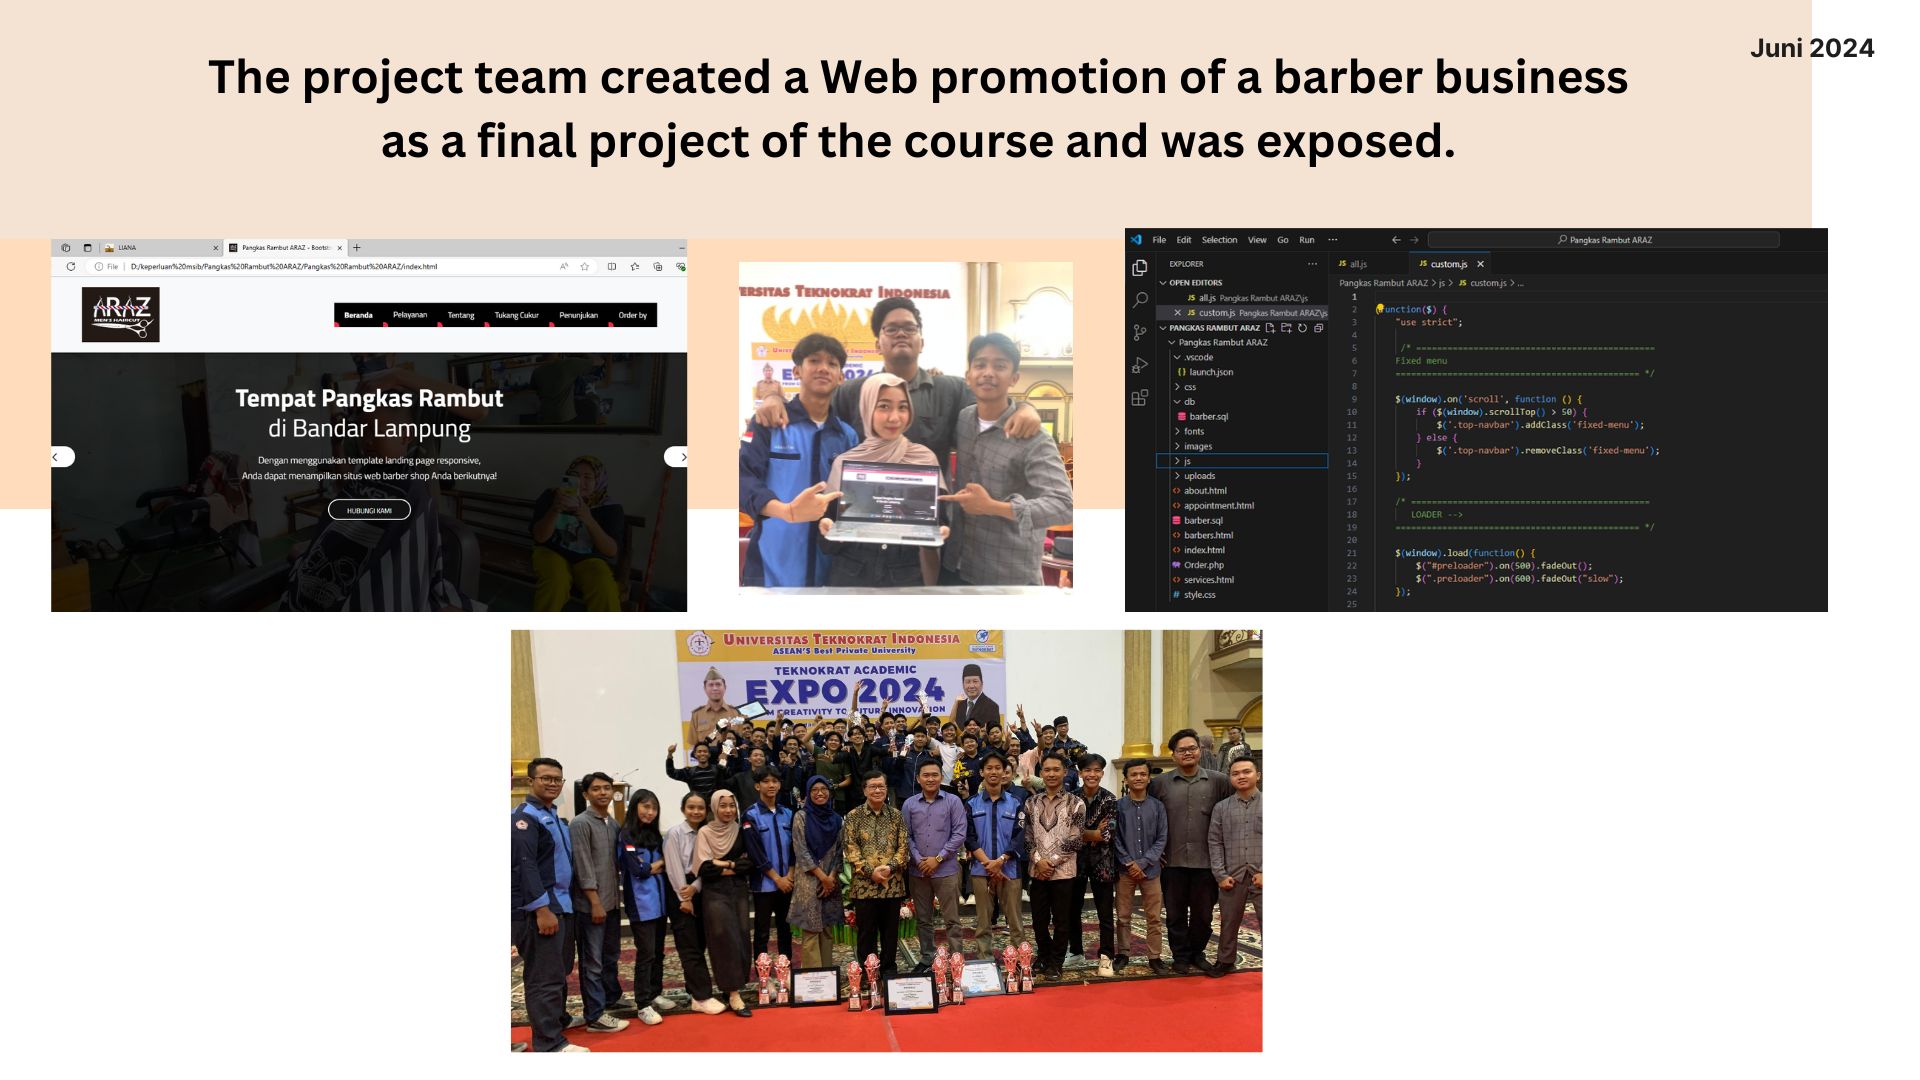 Juni 2024
The project team created a Web promotion of a barber business
as a final project of the course and was exposed.
LIANA
Pangkas Rambut ARAZ - Bootst
File D:/keperluan%20msib/Pangkas%20Rambut%20ARAZ/Pangkas%20Rambut%20ARAZ/index.html
ARAZ
MEN'S HAIRCUT
Beranda Pelayanan Tentang Tukang Cukur Penunjukan Order by
Tempat Pangkas Rambut
di Bandar Lampung
Dengan menggunakan template landing page responsive,
Anda dapat menampilkan situs web barber shop Anda berikutnya!
HUBUNGI KAMI
ERSITAS TEKNOKRAT INDONESIA
File Edit Selection View Go Run ...
Pangkas Rambut ARAZ
EXPLORER ...
OPEN EDITORS
JS all.js Pangkas Rambut ARAZ\js
JS custom.js Pangkas Rambut ARAZ\js
PANGKAS RAMBUT ARAZ
Pangkas Rambut ARAZ
.vscode
{} launch.json
css
db
barber.sql
fonts
images
js
uploads
about.html
appointment.html
barber.sql
barbers.html
index.html
Order.php
services.html
# style.css
JS all.js JS custom.js
Pangkas Rambut ARAZ > js > JS custom.js > ...
1
2 (function($) {
3 "use strict";
4
5 /* =============================================
6 Fixed menu
7 ============================================= */
8
9 $(window).on('scroll', function () {
10 if ($(window).scrollTop() > 50) {
11 $('.top-navbar').addClass('fixed-menu');
12 } else {
13 $('.top-navbar').removeClass('fixed-menu');
14 }
15 });
16
17 /* =============================================
18 LOADER -->
19 ============================================= */
20
21 $(window).load(function() {
22 $("#preloader").on(500).fadeOut();
23 $(".preloader").on(600).fadeOut("slow");
24 });
25
UNIVERSITAS TEKNOKRAT INDONESIA
ASEAN'S Best Private University
TEKNOKRAT ACADEMIC
EXPO 2024